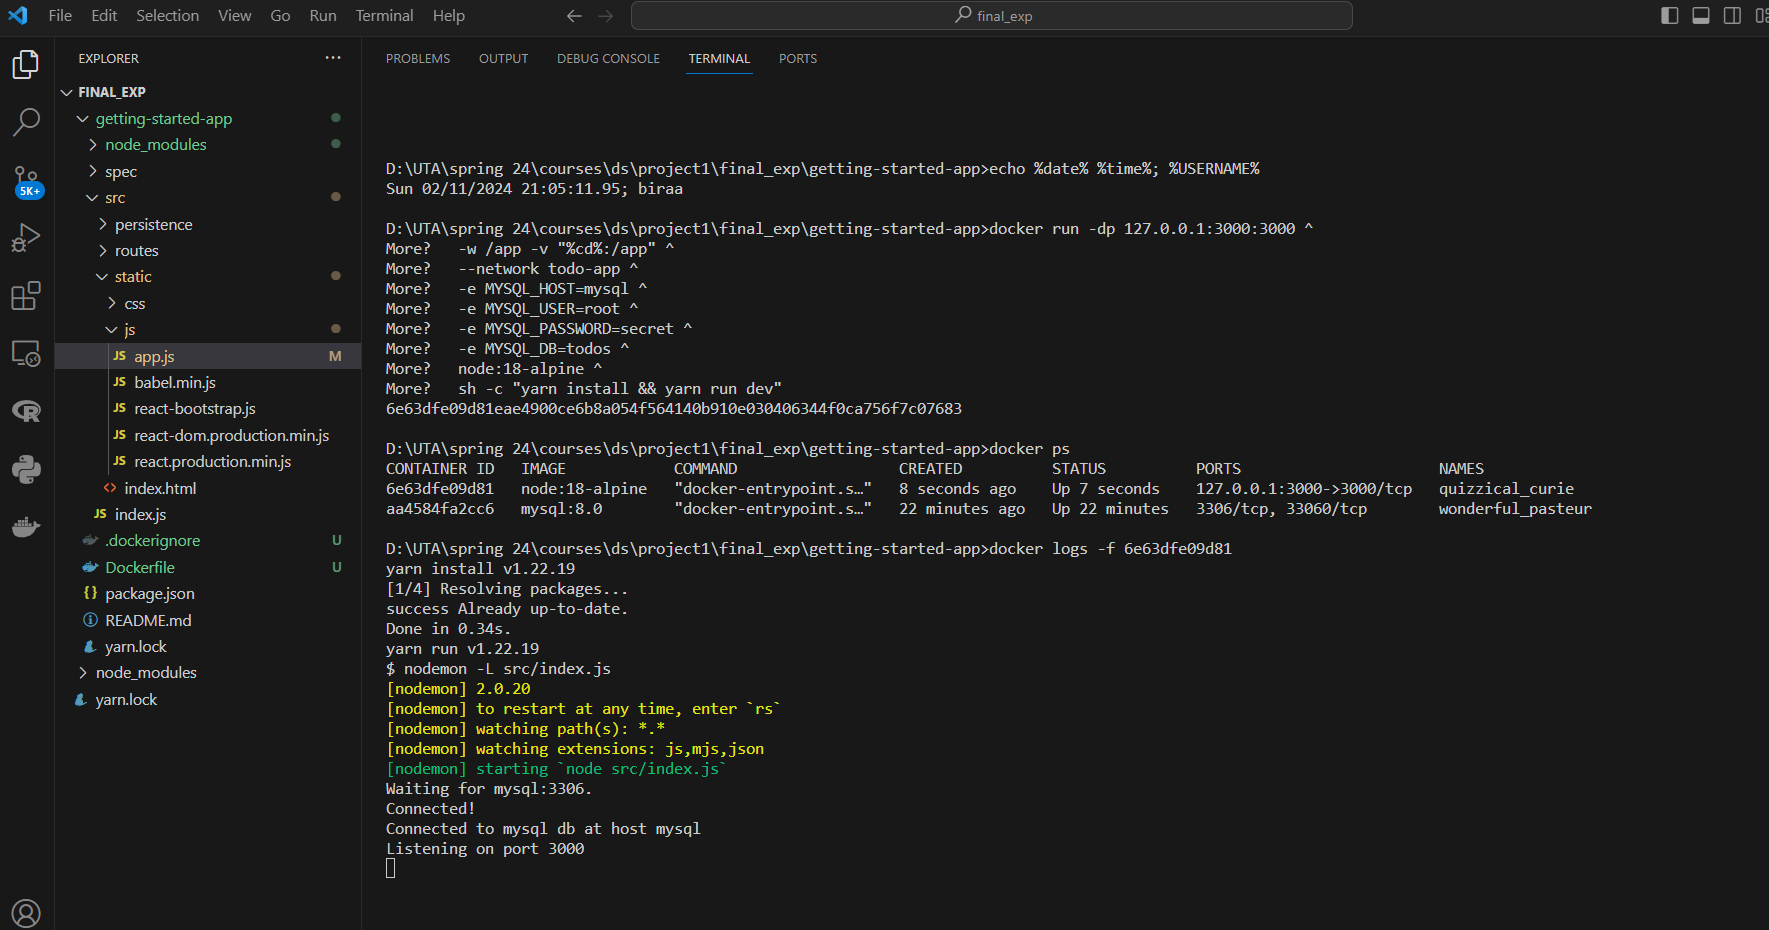 File Edit Selection View Go Run Terminal Help
final_exp
EXPLORER
FINAL_EXP
getting-started-app
node_modules
spec
src
persistence
routes
static
css
js
JS app.js M
JS babel.min.js
JS react-bootstrap.js
JS react-dom.production.min.js
JS react.production.min.js
<> index.html
JS index.js
.dockerignore U
Dockerfile U
{} package.json
README.md
yarn.lock
node_modules
yarn.lock
5K+
PROBLEMS OUTPUT DEBUG CONSOLE TERMINAL PORTS
D:\UTA\spring 24\courses\ds\project1\final_exp\getting-started-app>echo %date% %time%; %USERNAME%
Sun 02/11/2024 21:05:11.95; biraa
D:\UTA\spring 24\courses\ds\project1\final_exp\getting-started-app>docker run -dp 127.0.0.1:3000:3000 ^
More?   -w /app -v "%cd%:/app" ^
More?   --network todo-app ^
More?   -e MYSQL_HOST=mysql ^
More?   -e MYSQL_USER=root ^
More?   -e MYSQL_PASSWORD=secret ^
More?   -e MYSQL_DB=todos ^
More?   node:18-alpine ^
More?   sh -c "yarn install && yarn run dev"
6e63dfe09d81eae4900ce6b8a054f564140b910e030406344f0ca756f7c07683
D:\UTA\spring 24\courses\ds\project1\final_exp\getting-started-app>docker ps
CONTAINER ID   IMAGE            COMMAND                  CREATED          STATUS          PORTS                      NAMES
6e63dfe09d81   node:18-alpine   "docker-entrypoint.s…"   8 seconds ago    Up 7 seconds    127.0.0.1:3000->3000/tcp   quizzical_curie
aa4584fa2cc6   mysql:8.0        "docker-entrypoint.s…"   22 minutes ago   Up 22 minutes   3306/tcp, 33060/tcp        wonderful_pasteur
D:\UTA\spring 24\courses\ds\project1\final_exp\getting-started-app>docker logs -f 6e63dfe09d81
yarn install v1.22.19
[1/4] Resolving packages...
success Already up-to-date.
Done in 0.34s.
yarn run v1.22.19
$ nodemon -L src/index.js
[nodemon] 2.0.20
[nodemon] to restart at any time, enter `rs`
[nodemon] watching path(s): *.*
[nodemon] watching extensions: js,mjs,json
[nodemon] starting `node src/index.js`
Waiting for mysql:3306.
Connected!
Connected to mysql db at host mysql
Listening on port 3000